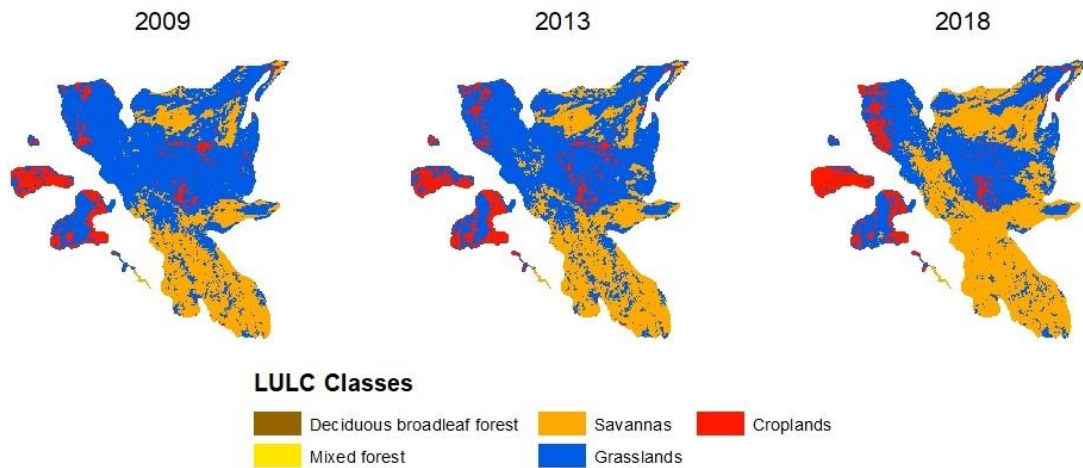 2009 2013 2018
LULC Classes
Deciduous broadleaf forest Savannas Croplands
Mixed forest Grasslands